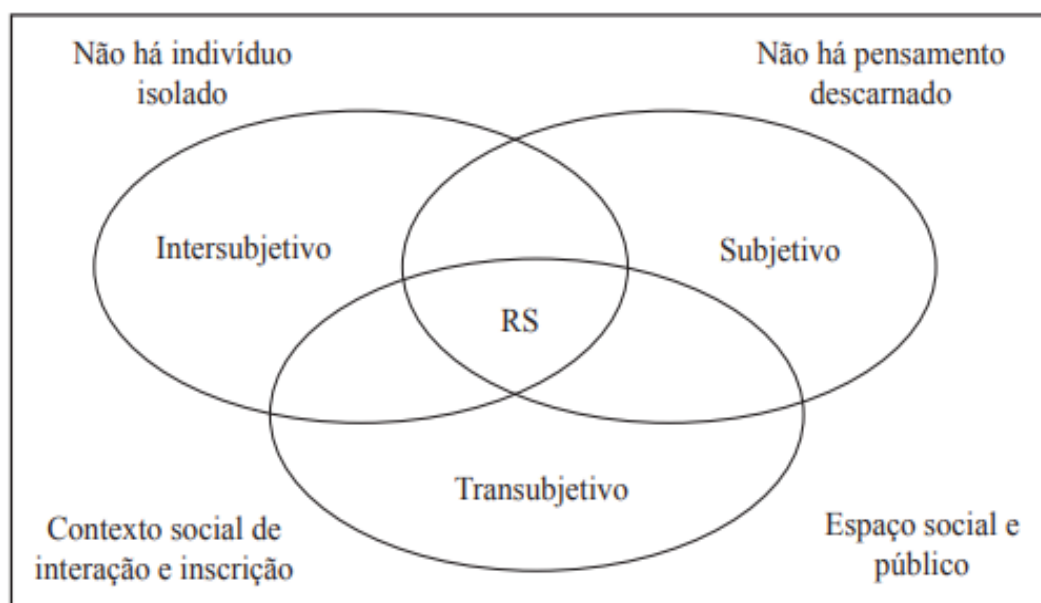 Não há indivíduo
isolado
Não há pensamento
descarnado
Intersubjetivo
Subjetivo
RS
Transubjetivo
Contexto social de
interação e inscrição
Espaço social e
público